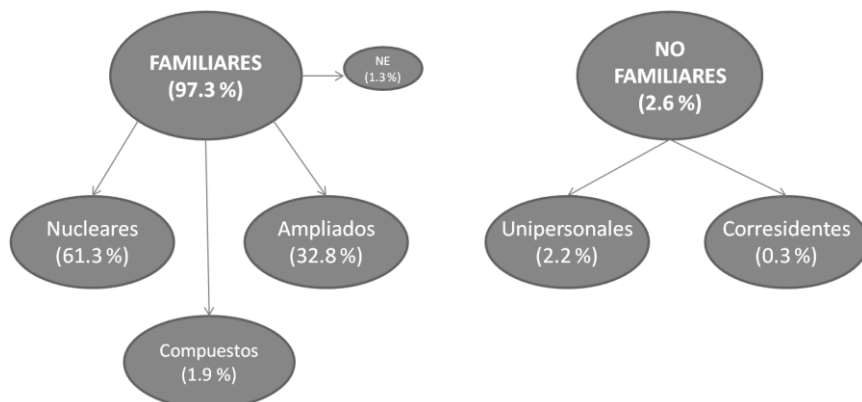 FAMILIARES
(97.3 %)
NE
(1.3 %)
NO
FAMILIARES
(2.6 %)
Nucleares
(61.3 %)
Ampliados
(32.8 %)
Unipersonales
(2.2 %)
Corresidentes
(0.3 %)
Compuestos
(1.9 %)